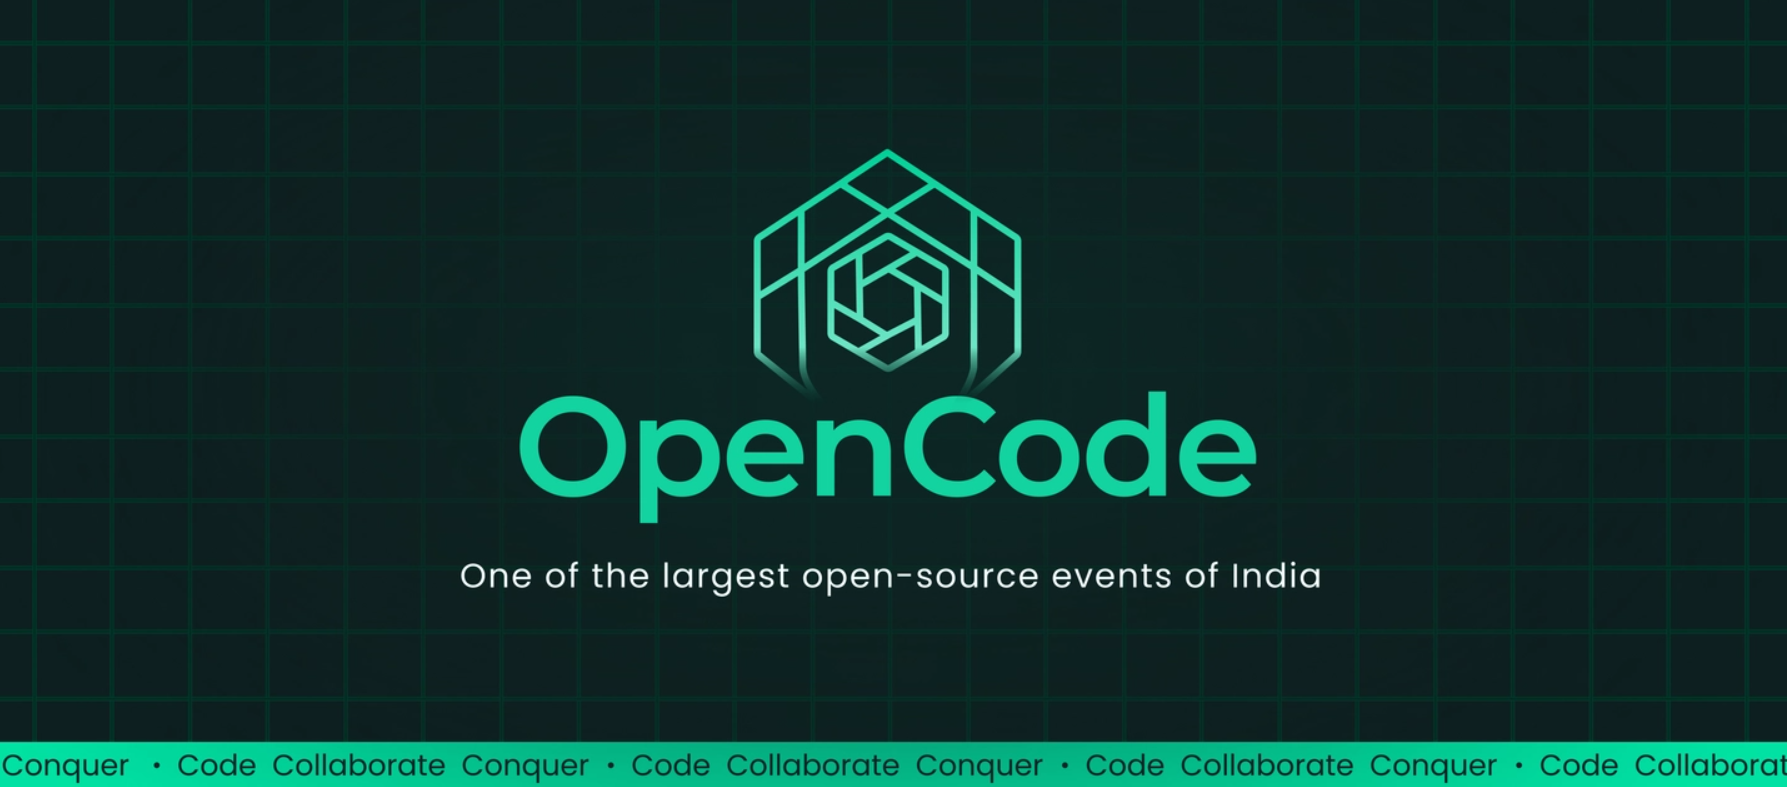 OpenCode
One of the largest open-source events of India
Conquer • Code Collaborate Conquer • Code Collaborate Conquer • Code Collaborate Conquer • Code Collaborat